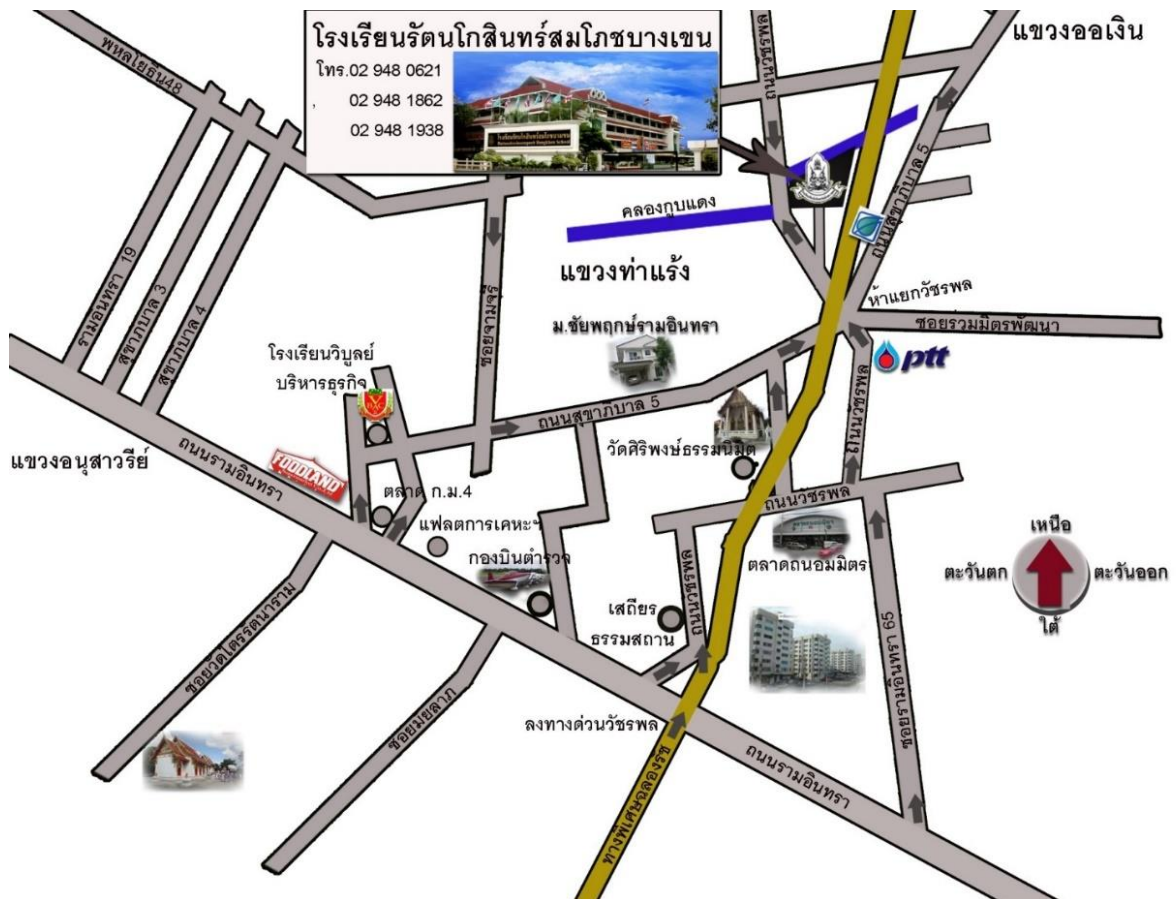 โรงเรียนรัตนโกสินทร์สมโภชบางเขน
โทร.02 948 0621
, 02 948 1862
02 948 1938
แขวงออเงิน
พหลโยธิน48
ถนนวัชรพล
ถนนสุขาภิบาล 5
คลองกูบแดง
แขวงท่าแร้ง
ห้าแยกวัชรพล
ซอยร่วมมิตรพัฒนา
ptt
ม.ชัยพฤกษ์รามอินทรา
รามอินทรา 19
สุขาภิบาล 3
สุขาภิบาล 4
ซอยจามจุรี
โรงเรียนวิบูลย์
บริหารธุรกิจ
ถนนสุขาภิบาล 5
ถนนวัชรพล
วัดศิริพงษ์ธรรมนิมิต
แขวงอนุสาวรีย์
ถนนรามอินทรา
FOODLAND
ตลาด ก.ม.4
แฟลตการเคหะฯ
กองบินตำรวจ
ถนนวัชรพล
ตลาดถนอมมิตร
เหนือ
ตะวันตก
ตะวันออก
ใต้
ถนนวัชรพล
เสถียร
ธรรมสถาน
ซอยวัดไตรรัตนาราม
ซอยมยลาภ
ซอยรามอินทรา 65
ลงทางด่วนวัชรพล
ถนนรามอินทรา
ทางพิเศษฉลองรัช